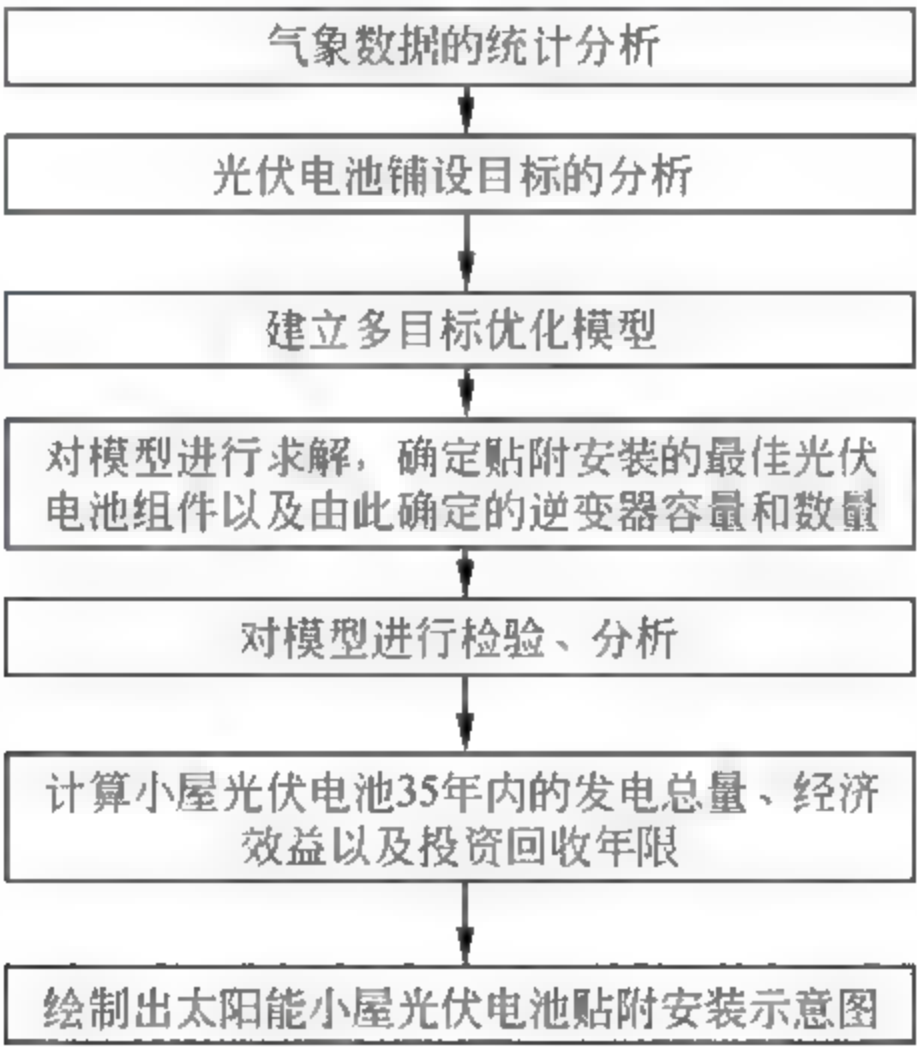 气象数据的统计分析
光伏电池铺设目标的分析
建立多目标优化模型
对模型进行求解，确定贴附安装的最佳光伏
电池组件以及由此确定的逆变器容量和数量
对模型进行检验、分析
计算小屋光伏电池35年内的发电总量、经济
效益以及投资回收年限
绘制出太阳能小屋光伏电池贴附安装示意图